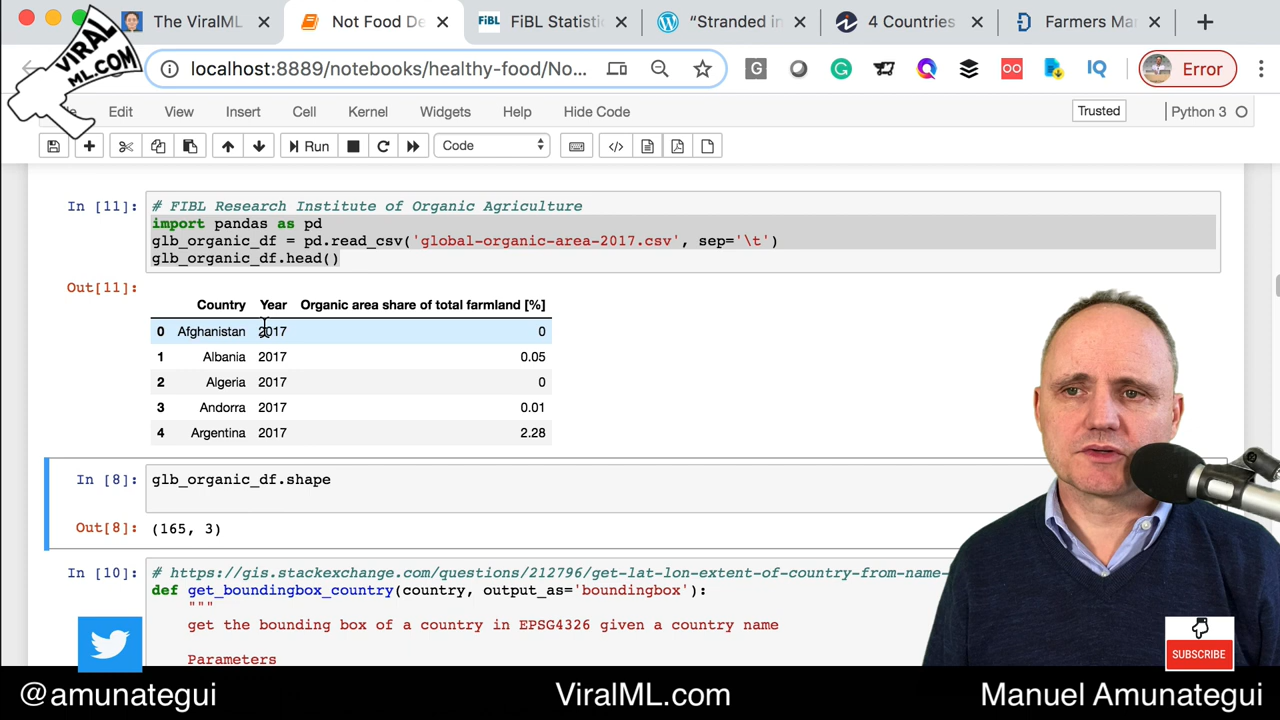 The ViralML
Not Food De
FiBL
FiBL Statisti
“Stranded in
4 Countries
Farmers Mar
VIRAL
ML.COM
localhost:8889/notebooks/healthy-food/No...
G
IQ
Error
Edit
View
Insert
Cell
Kernel
Widgets
Help
Hide Code
Trusted
Python 3
Run
Code
In [11]:
# FIBL Research Institute of Organic Agriculture
import pandas as pd
glb_organic_df = pd.read_csv('global-organic-area-2017.csv', sep='\t')
glb_organic_df.head()
Out[11]:
Country Year Organic area share of total farmland [%]
0 Afghanistan 2017 0
1 Albania 2017 0.05
2 Algeria 2017 0
3 Andorra 2017 0.01
4 Argentina 2017 2.28
In [8]: glb_organic_df.shape
Out[8]: (165, 3)
In [10]: # https://gis.stackexchange.com/questions/212796/get-lat-lon-extent-of-country-from-name-
def get_boundingbox_country(country, output_as='boundingbox'):
"""
get the bounding box of a country in EPSG4326 given a country name
Parameters
SUBSCRIBE
@amunategui
ViralML.com
Manuel Amunategui